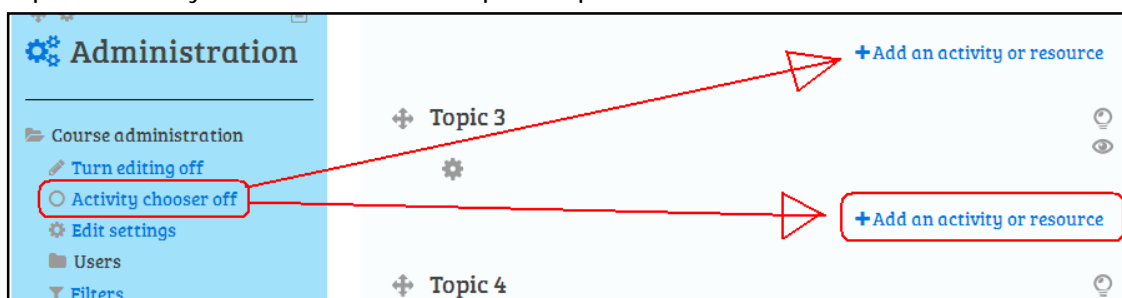 Administration
Course administration
Turn editing off
Activity chooser off
Edit settings
Users
Filters
+Add an activity or resource
Topic 3
+Add an activity or resource
Topic 4